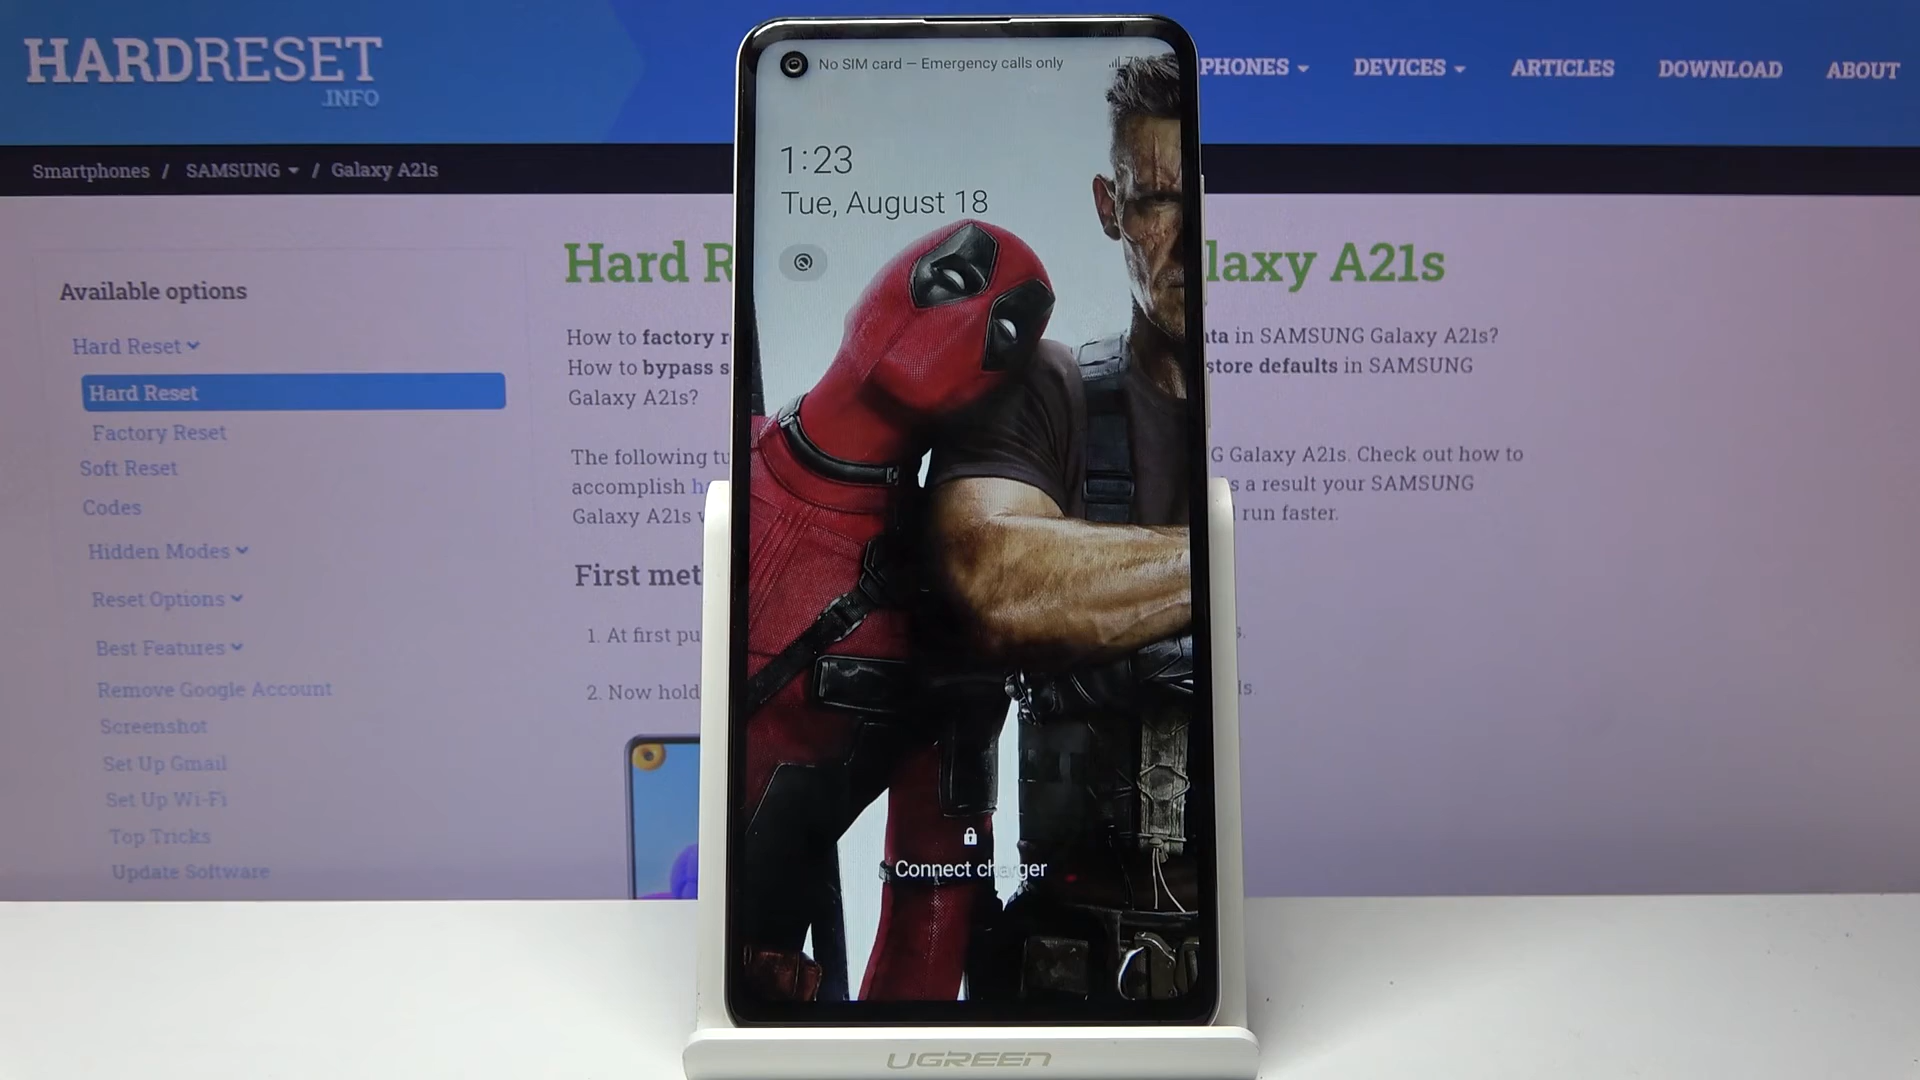 HARDRESET
.INFO
PHONES
DEVICES
ARTICLES
DOWNLOAD
ABOUT
Smartphones / SAMSUNG / Galaxy A21s
Available options
Hard Reset
Hard Reset
Factory Reset
Soft Reset
Codes
Hidden Modes
Reset Options
Best Features
Remove Google Account
Screenshot
Set Up Gmail
Set Up Wi-Fi
Top Tricks
Update Software
Hard R
laxy A21s
How to factory r
ta in SAMSUNG Galaxy A21s?
How to bypass s
store defaults in SAMSUNG
Galaxy A21s?
The following tu
G Galaxy A21s. Check out how to
accomplish h
s a result your SAMSUNG
Galaxy A21s
run faster.
First met
1. At first pu
2. Now hold
No SIM card — Emergency calls only
1:23
Tue, August 18
Connect charger
UGREEN